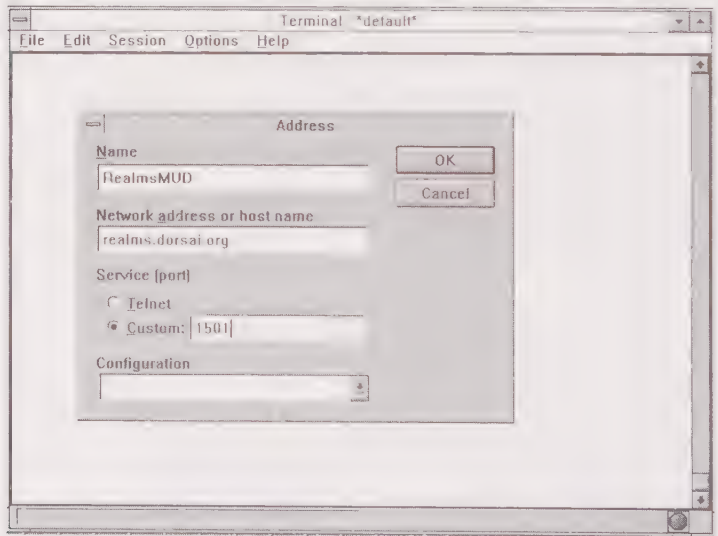 Terminal *default*
File Edit Session Options Help
Address
Name
RealmsMUD
OK
Cancel
Network address or host name
realms.dorsai.org
Service (port)
Telnet
Custom: 1501
Configuration